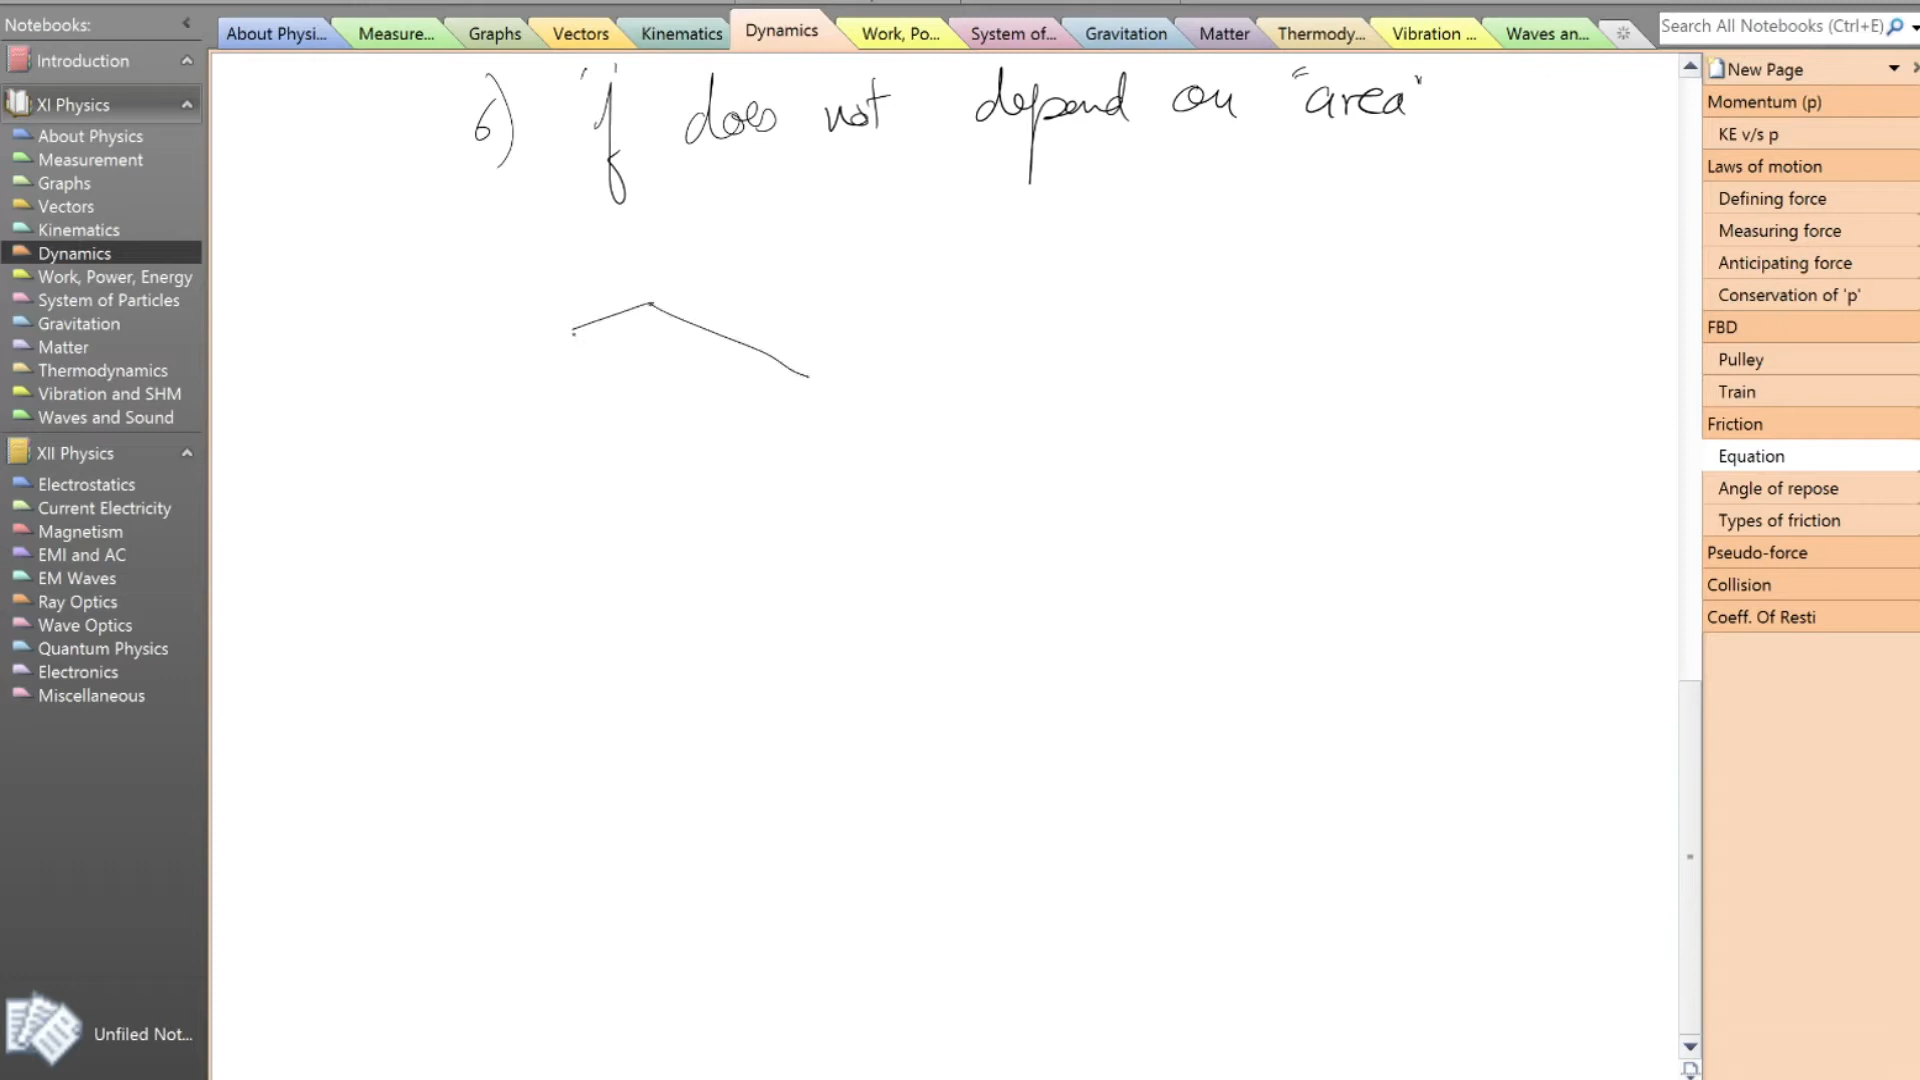 Notebooks:
Introduction
XI Physics
About Physics
Measurement
Graphs
Vectors
Kinematics
Dynamics
Work, Power, Energy
System of Particles
Gravitation
Matter
Thermodynamics
Vibration and SHM
Waves and Sound
XII Physics
Electrostatics
Current Electricity
Magnetism
EMI and AC
EM Waves
Ray Optics
Wave Optics
Quantum Physics
Electronics
Miscellaneous
Unfiled Not...
About Physi... Measure... Graphs Vectors Kinematics Dynamics Work, Po... System of... Gravitation Matter Thermody... Vibration ... Waves an...
6) 'f' does not depend on "area"
Search All Notebooks (Ctrl+E)
New Page
Momentum (p)
KE v/s p
Laws of motion
Defining force
Measuring force
Anticipating force
Conservation of 'p'
FBD
Pulley
Train
Friction
Equation
Angle of repose
Types of friction
Pseudo-force
Collision
Coeff. Of Resti